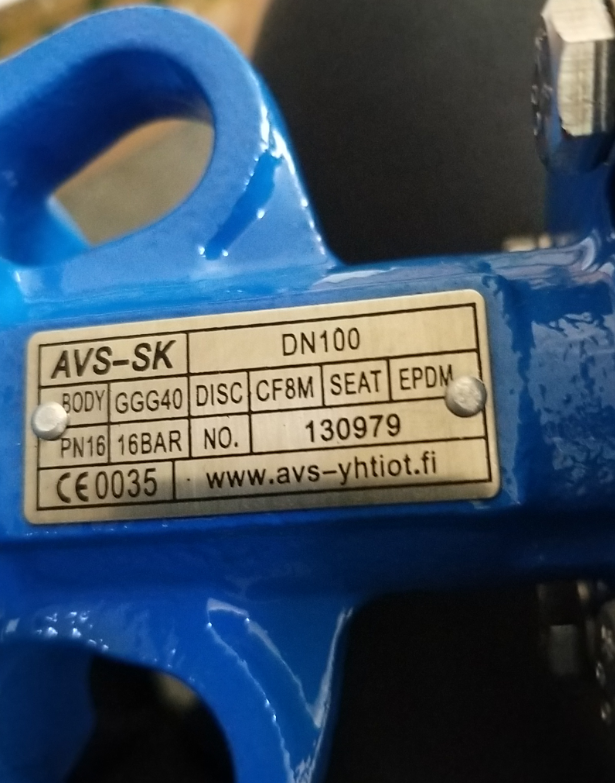 AVS-SK DN100
BODY GGG40 DISC CF8M SEAT EPDM
PN16 16BAR NO. 130979
CE0035 www.avs-yhtiot.fi